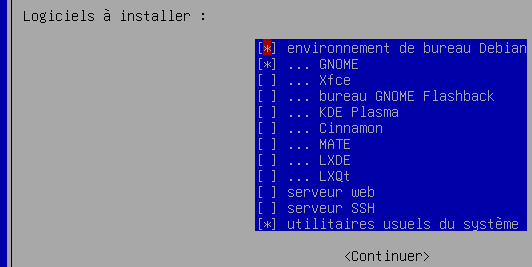 Logiciels à installer :
[*] environnement de bureau Debian
[*] ... GNOME
[ ] ... Xfce
[ ] ... bureau GNOME Flashback
[ ] ... KDE Plasma
[ ] ... Cinnamon
[ ] ... MATE
[ ] ... LXDE
[ ] ... LXQt
[ ] serveur web
[ ] serveur SSH
[*] utilitaires usuels du système
<Continuer>